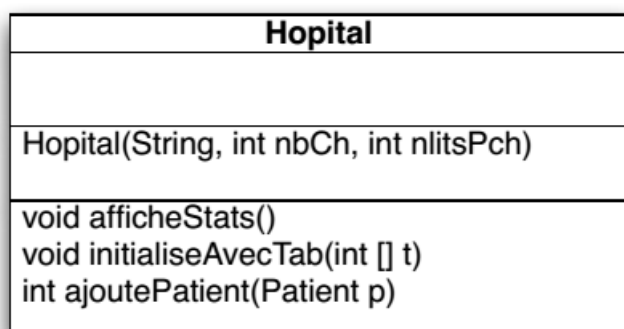 Hopital
Hopital(String, int nbCh, int nlitsPch)
void afficheStats()
void initialiseAvecTab(int [] t)
int ajoutePatient(Patient p)